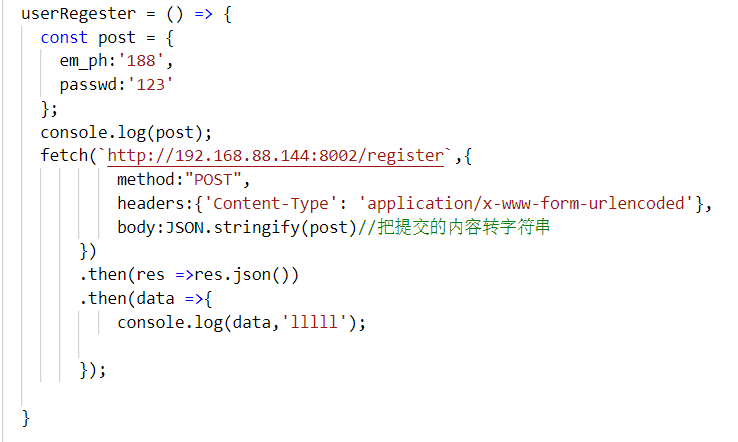 userRegester = () => {
const post = {
em_ph:'188',
passwd:'123'
};
console.log(post);
fetch(`http://192.168.88.144:8002/register`,{
method:"POST",
headers:{'Content-Type': 'application/x-www-form-urlencoded'},
body:JSON.stringify(post)//把提交的内容转字符串
})
.then(res =>res.json())
.then(data =>{
console.log(data,'lllll');
});
}